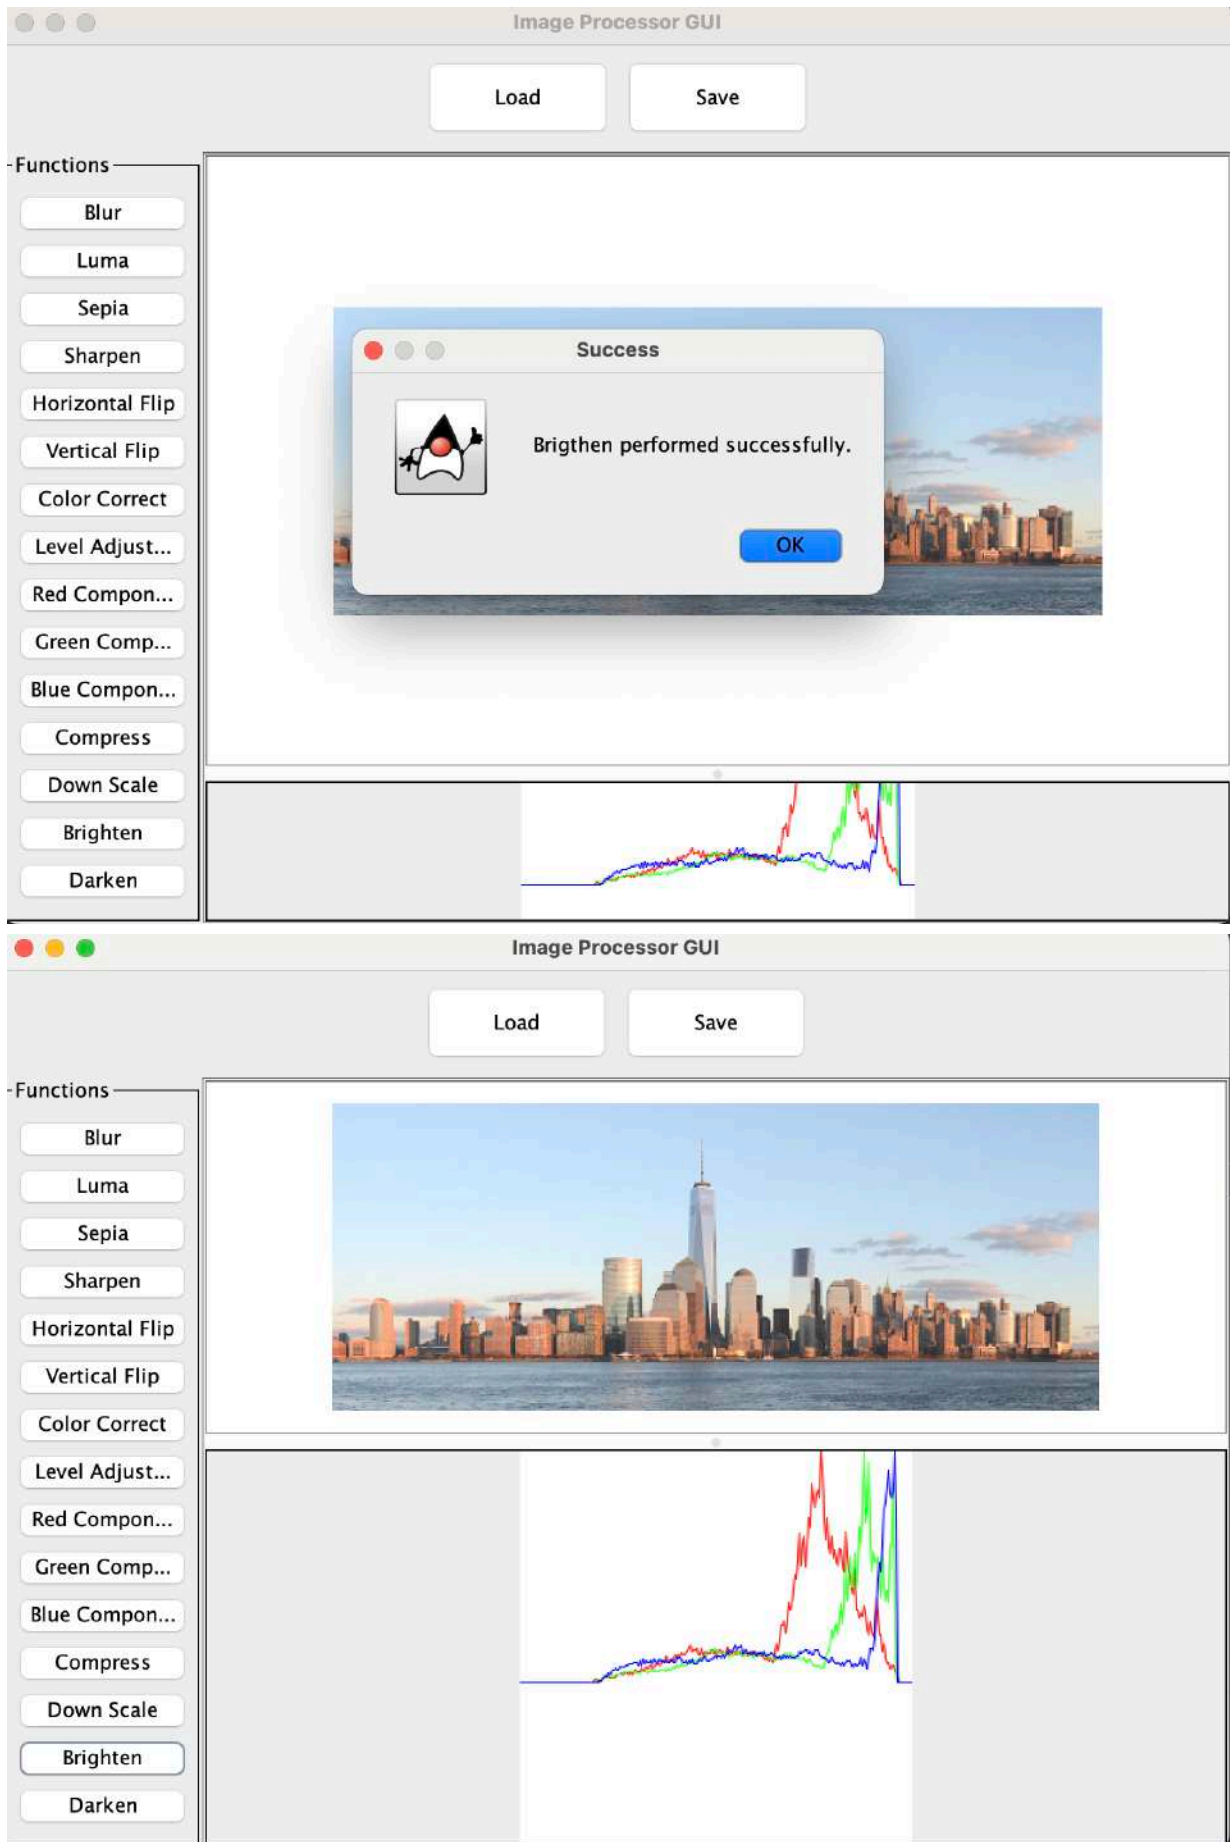 Image Processor GUI
Load Save
Functions
Blur
Luma
Sepia
Sharpen
Horizontal Flip
Vertical Flip
Color Correct
Level Adjust...
Red Compon...
Green Comp...
Blue Compon...
Compress
Down Scale
Brighten
Darken
Success
Brigthen performed successfully.
OK
Image Processor GUI
Load Save
Functions
Blur
Luma
Sepia
Sharpen
Horizontal Flip
Vertical Flip
Color Correct
Level Adjust...
Red Compon...
Green Comp...
Blue Compon...
Compress
Down Scale
Brighten
Darken